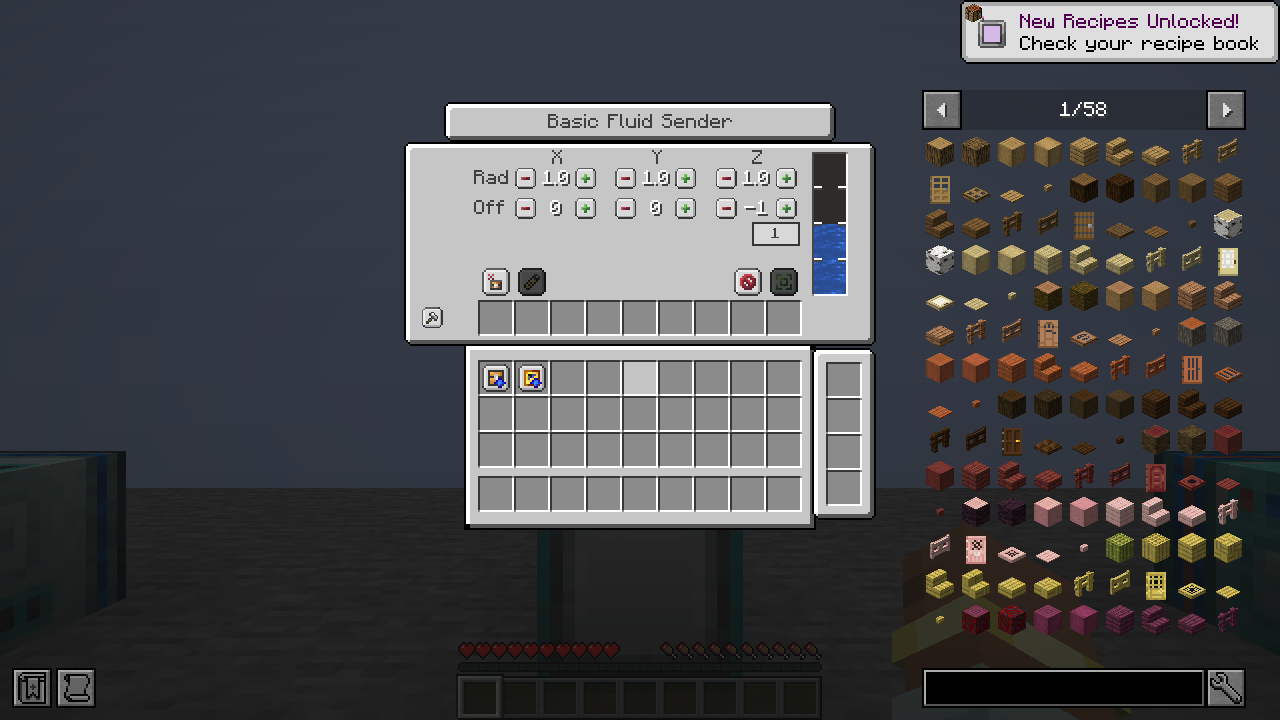 New Recipes Unlocked!
Check your recipe book
1/58
Basic Fluid Sender
X Y Z
Rad 1.0 1.0 1.0
Off 0 0 -1
1